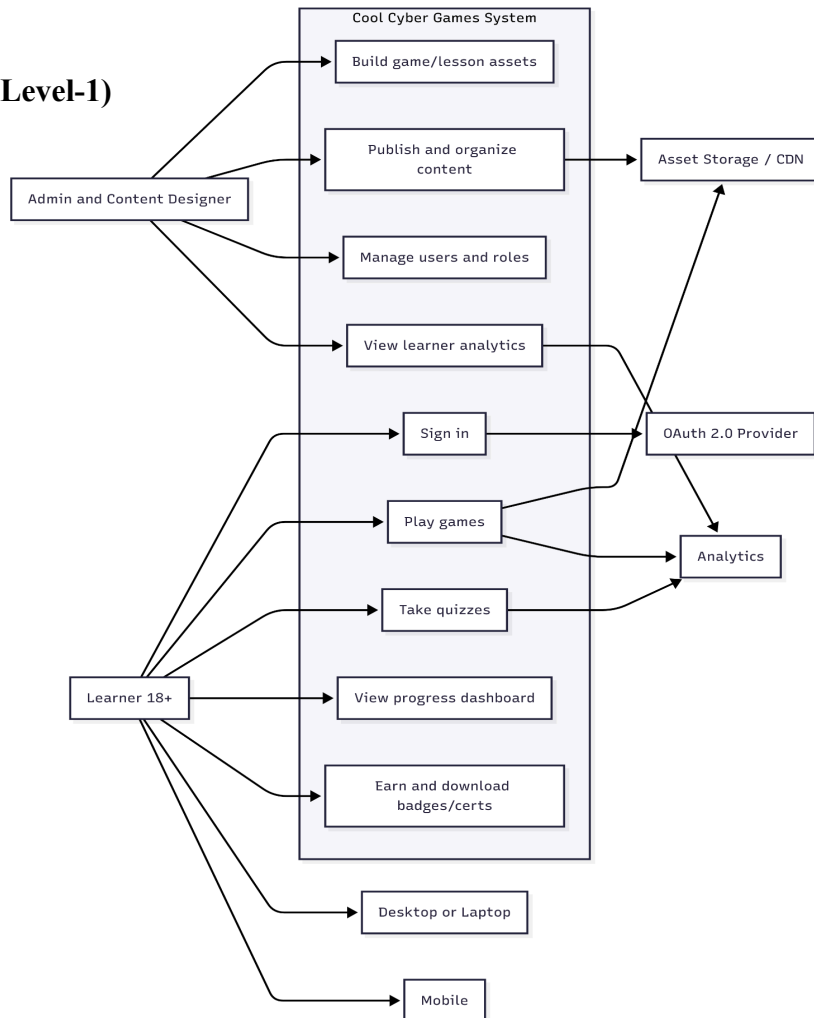 Cool Cyber Games System
Build game/lesson assets
Level-1)
Publish and organize
content
Asset Storage / CDN
Admin and Content Designer
Manage users and roles
View learner analytics
Sign in
OAuth 2.0 Provider
Play games
Analytics
Take quizzes
Learner 18+
View progress dashboard
Earn and download
badges/certs
Desktop or Laptop
Mobile